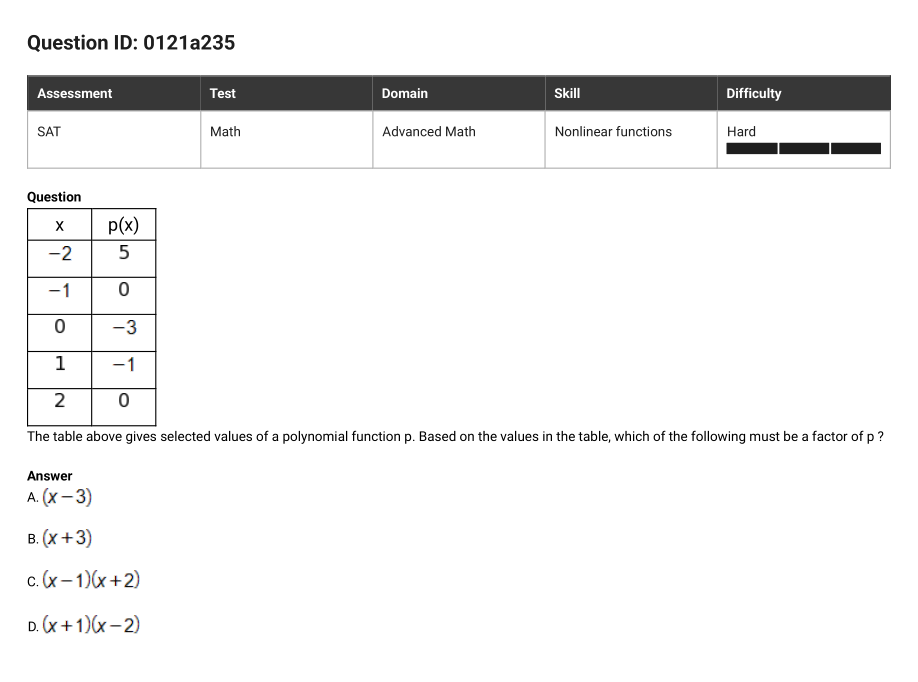 Question ID: 0121a235
Assessment Test Domain Skill Difficulty
SAT Math Advanced Math Nonlinear functions Hard
Question
x p(x)
−2 5
−1 0
0 −3
1 −1
2 0
The table above gives selected values of a polynomial function p. Based on the values in the table, which of the following must be a factor of p ?
Answer
A. (x−3)
B. (x+3)
C. (x−1)(x+2)
D. (x+1)(x−2)